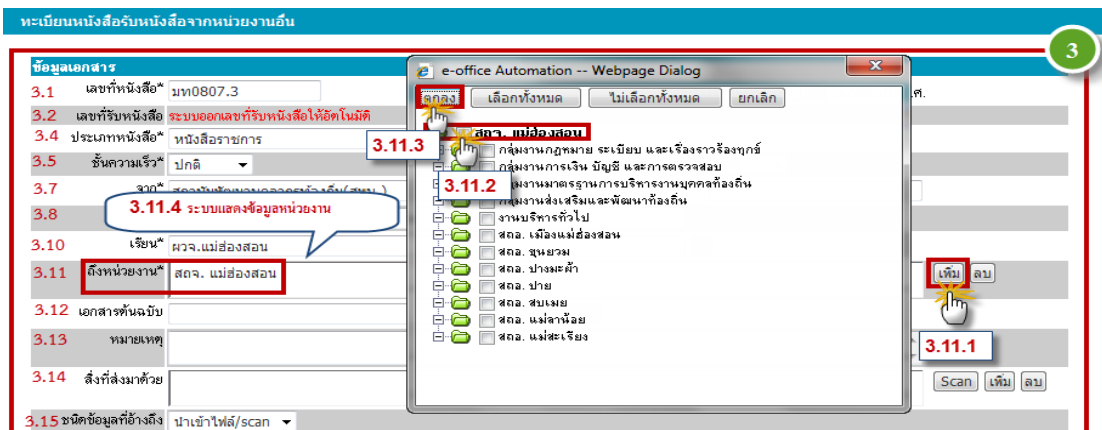 ทะเบียนหนังสือรับหนังสือจากหน่วยงานอื่น
3
ข้อมูลเอกสาร
3.1 เลขที่หนังสือ* มท0807.3
3.2 เลขที่รับหนังสือ ระบบออกเลขที่รับหนังสือให้อัตโนมัติ
3.4 ประเภทหนังสือ* หนังสือราชการ
3.5 ชั้นความเร็ว* ปกติ
3.7 จาก*
3.8
3.11.4 ระบบแสดงข้อมูลหน่วยงาน
3.10 เรียน* ผวจ.แม่ฮ่องสอน
3.11 ถึงหน่วยงาน* สถจ. แม่ฮ่องสอน
เพิ่ม ลบ
3.11.1
3.12 เอกสารต้นฉบับ
3.13 หมายเหตุ
3.14 สิ่งที่ส่งมาด้วย
Scan เพิ่ม ลบ
3.15 ชนิดข้อมูลที่อ้างถึง นำเข้าไฟล์/scan
e-office Automation -- Webpage Dialog
ตกลง เลือกทั้งหมด ไม่เลือกทั้งหมด ยกเลิก
3.11.3
สถจ. แม่ฮ่องสอน
กลุ่มงานกฎหมาย ระเบียบ และเรื่องราวร้องทุกข์
กลุ่มงานการเงิน บัญชี และการตรวจสอบ
3.11.2
กลุ่มงานมาตรฐานการบริหารงานบุคคลท้องถิ่น
กลุ่มงานส่งเสริมและพัฒนาท้องถิ่น
งานบริหารทั่วไป
สถอ. เมืองแม่ฮ่องสอน
สถอ. ขุนยวม
สถอ. ปางมะผ้า
สถอ. ปาย
สถอ. สบเมย
สถอ. แม่ลาน้อย
สถอ. แม่สะเรียง
ศ.